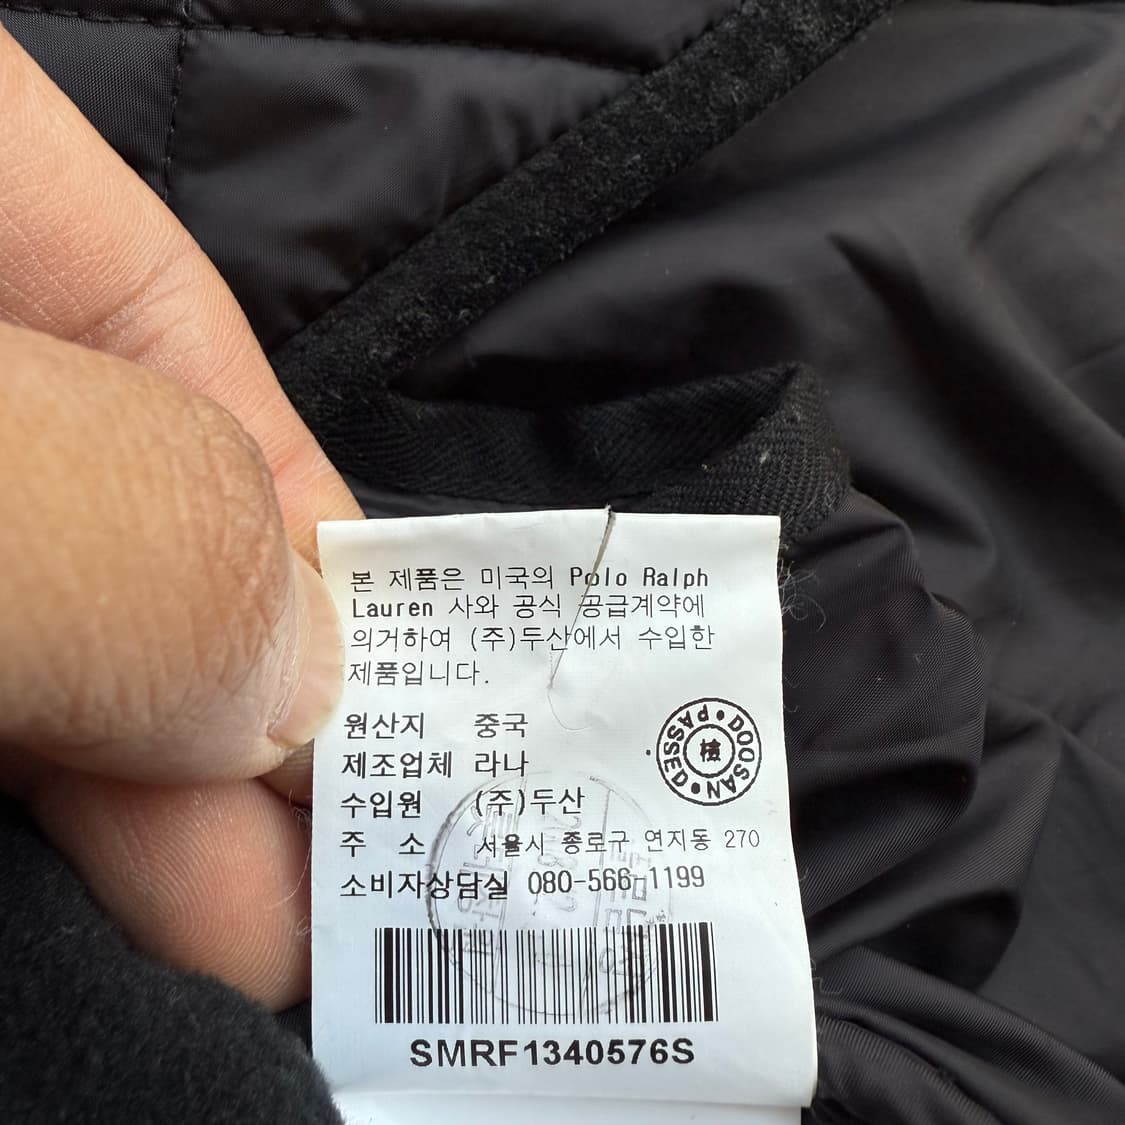 본 제품은 미국의 Polo Ralph
Lauren 사와 공식 공급계약에
의거하여 (주)두산에서 수입한
제품입니다.
원산지 중국
제조업체 라나
수입원 (주)두산
주 소 서울시 종로구 연지동 270
소비자상담실 080-566-1199
DOOSAN • PASSED •
檢
SMRF1340576S